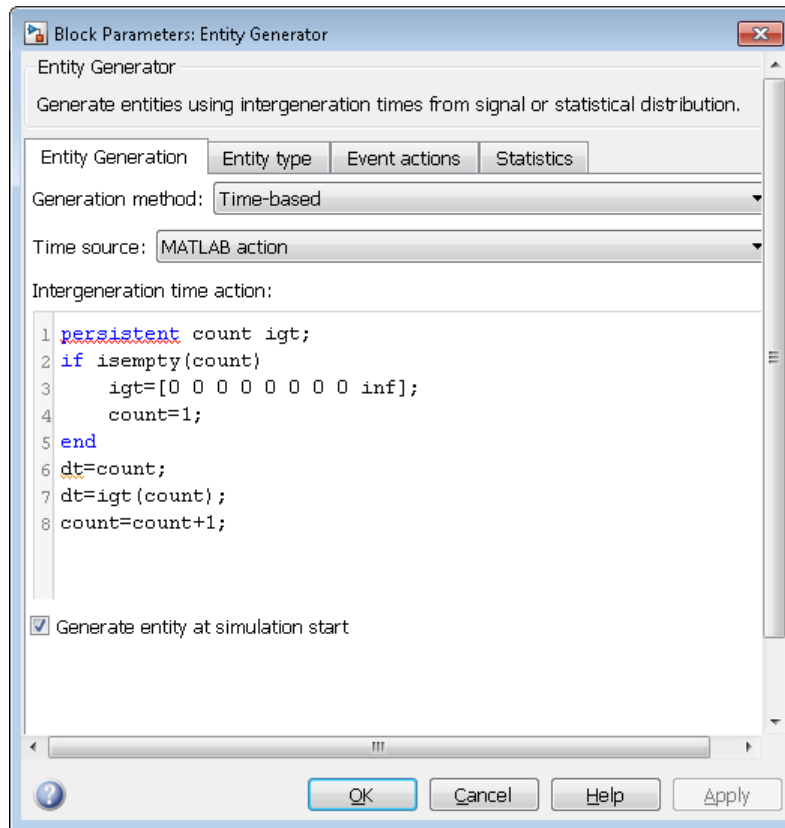 Block Parameters: Entity Generator
Entity Generator
Generate entities using intergeneration times from signal or statistical distribution.
Entity Generation Entity type Event actions Statistics
Generation method: Time-based
Time source: MATLAB action
Intergeneration time action:
1 persistent count igt;
2 if isempty(count)
3 igt=[0 0 0 0 0 0 0 0 inf];
4 count=1;
5 end
6 dt=count;
7 dt=igt(count);
8 count=count+1;
Generate entity at simulation start
OK Cancel Help Apply